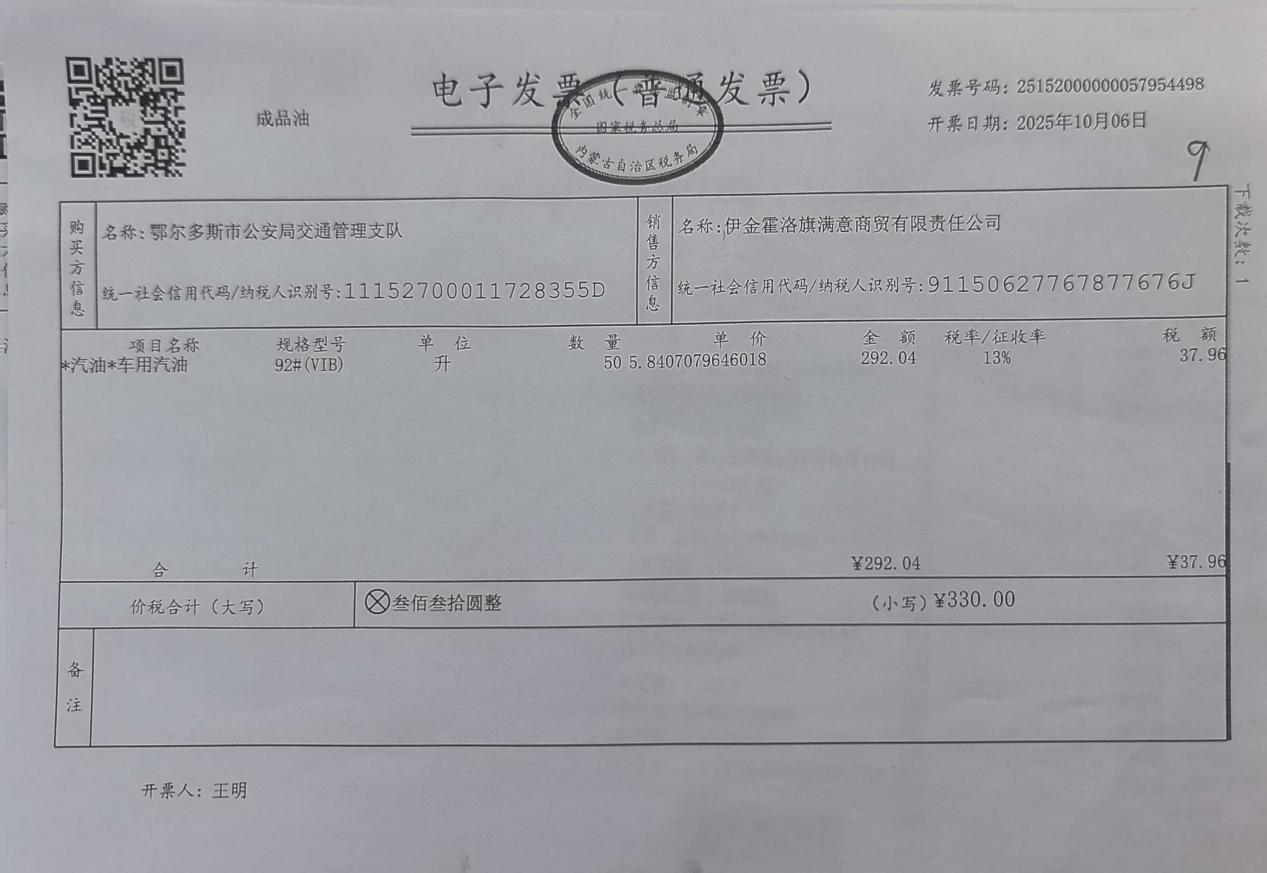 成品油
电子发票（普通发票）
全国统一发票监制章
国家税务总局
内蒙古自治区税务局
发票号码：25152000000057954498
开票日期：2025年10月06日
9
下载次数：1
购买方信息
名称：鄂尔多斯市公安局交通管理支队
统一社会信用代码/纳税人识别号：11152700011728355D
销售方信息
名称：伊金霍洛旗满意商贸有限责任公司
统一社会信用代码/纳税人识别号：91150627767877676J
项目名称 规格型号 单位 数量 单价 金额 税率/征收率 税额
*汽油*车用汽油 92#(VIB) 升 50 5.8407079646018 292.04 13% 37.96
合计 ¥292.04 ¥37.96
价税合计（大写） ⊗叁佰叁拾圆整 （小写）¥330.00
备注
开票人：王明